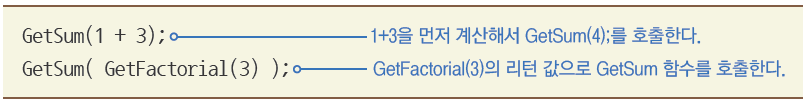 GetSum(1 + 3); 1+3을 먼저 계산해서 GetSum(4);를 호출한다.
GetSum( GetFactorial(3) ); GetFactorial(3)의 리턴 값으로 GetSum 함수를 호출한다.